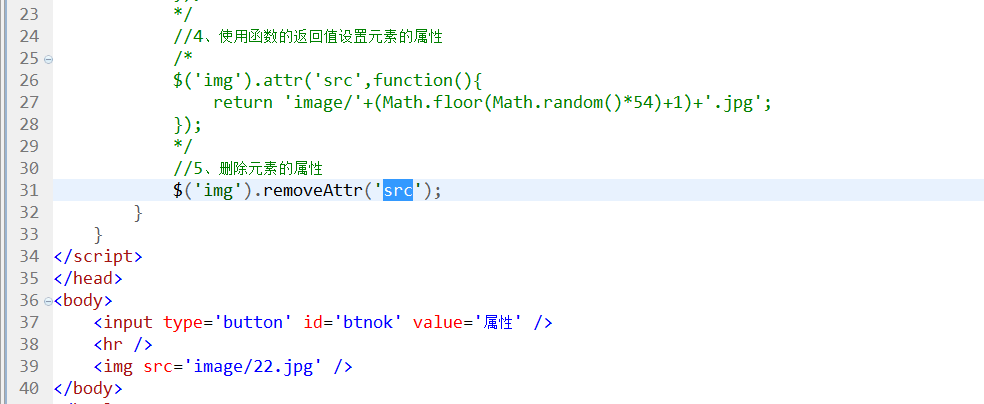 23 */
24 //4、使用函数的返回值设置元素的属性
25 /*
26 $('img').attr('src',function(){
27 return 'image/'+(Math.floor(Math.random()*54)+1)+'.jpg';
28 });
29 */
30 //5、删除元素的属性
31 $('img').removeAttr('src');
32 }
33 }
34 </script>
35 </head>
36 <body>
37 <input type='button' id='btnok' value='属性' />
38 <hr />
39 <img src='image/22.jpg' />
40 </body>